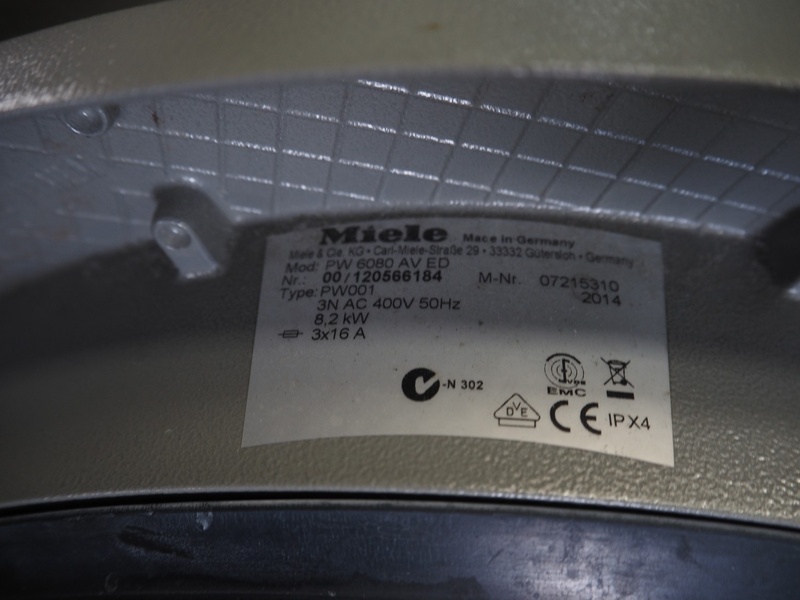 Miele Made in Germany
Miele & Cie. KG • Carl-Miele-Straße 29 • 33332 Gütersloh • Germany
Mod: PW 6080 AV ED
Nr.: 00/120566184 M-Nr. 07215310
Type: PW001 2014
3N AC 400V 50Hz
8,2 kW
3x16 A
-N 302
EMC
DVE
CE IPX4